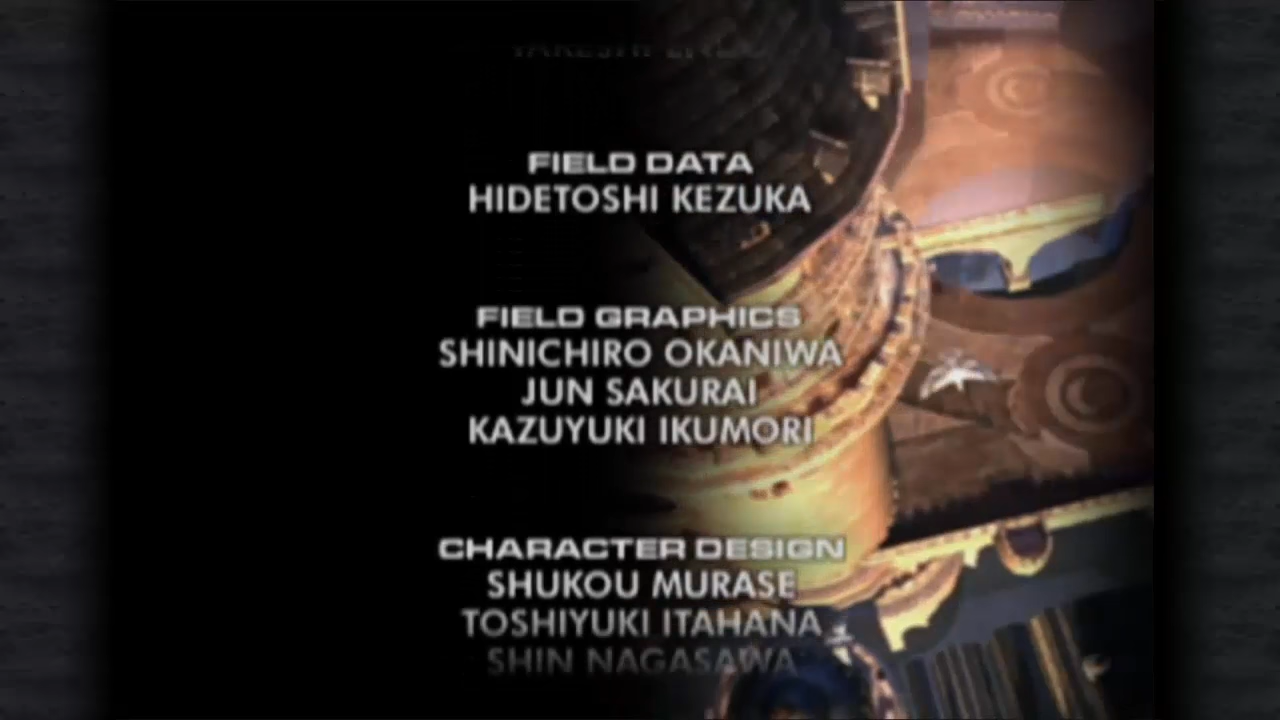 FIELD DATA
HIDETOSHI KEZUKA
FIELD GRAPHICS
SHINICHIRO OKANIWA
JUN SAKURAI
KAZUYUKI IKUMORI
CHARACTER DESIGN
SHUKOU MURASE
TOSHIYUKI ITAHANA
SHIN NAGASAWA